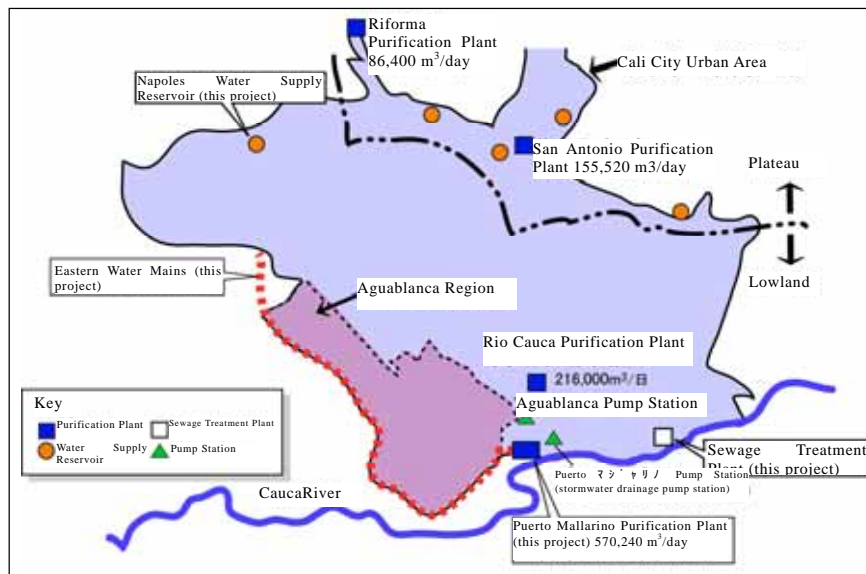 Riforma
Purification Plant
86,400 m³/day
Napoles Water Supply
Reservoir (this project)
Cali City Urban Area
San Antonio Purification
Plant 155,520 m3/day
Plateau
Lowland
Eastern Water Mains (this
project)
Aguablanca Region
Rio Cauca Purification Plant
216,000m³/日
Aguablanca Pump Station
Key
Purification Plant
Sewage Treatment Plant
Water Supply
Reservoir
Pump Station
Sewage Treatment
Plant (this project)
Puerto マシャリノ Pump Station
(stormwater drainage pump station)
CaucaRiver
Puerto Mallarino Purification Plant
(this project) 570,240 m³/day